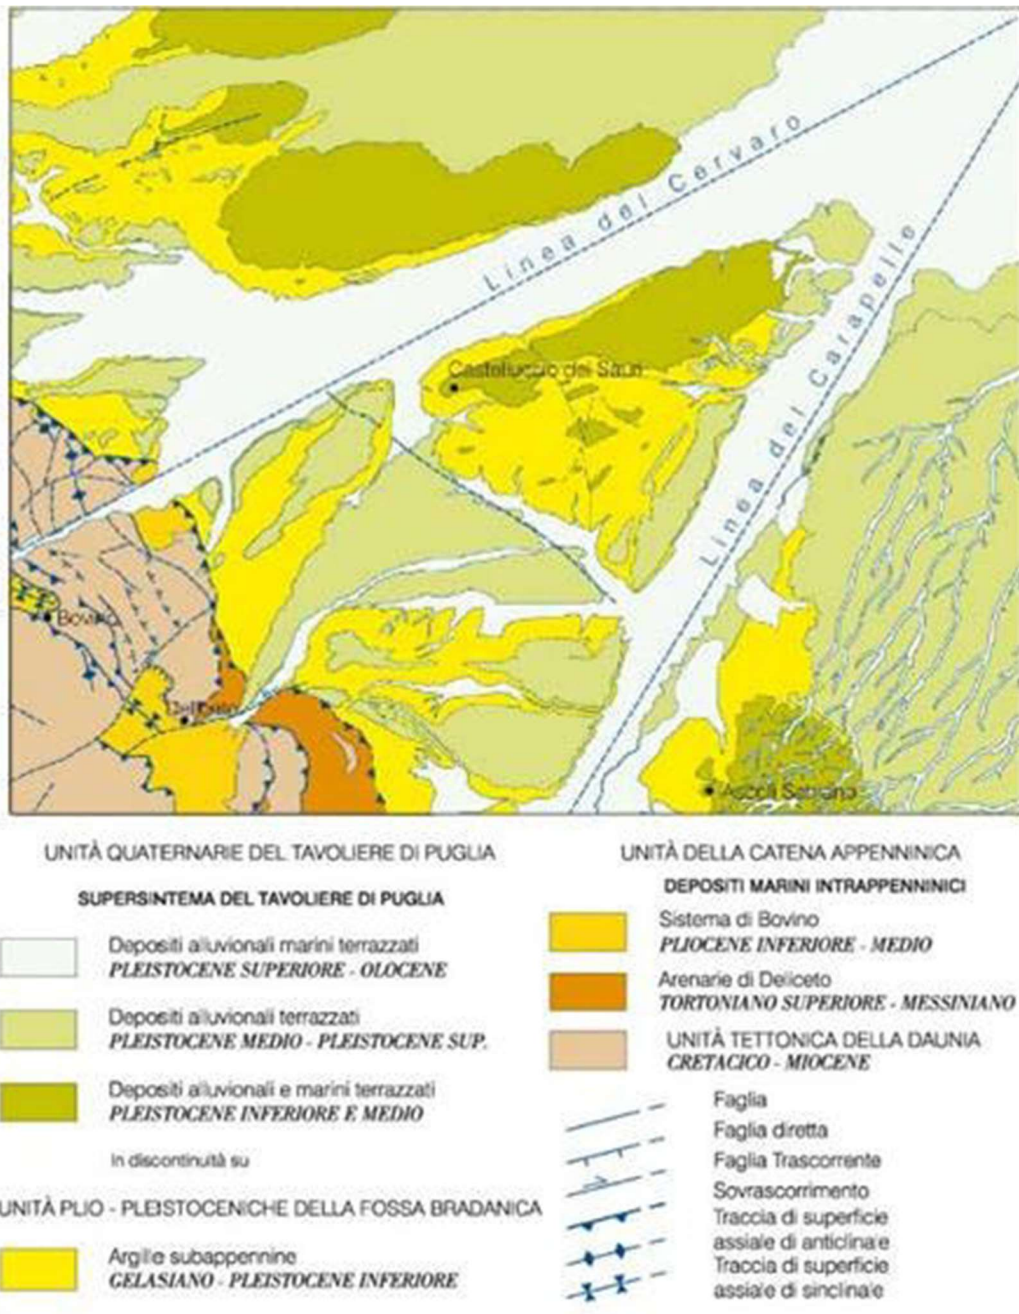 Linea del Cervaro
Linea del Carapelle
Castelluccio dei Sauri
Bovino
Deliceto
Ascoli Satriano
UNITÀ QUATERNARIE DEL TAVOLIERE DI PUGLIA
SUPERSINTEMA DEL TAVOLIERE DI PUGLIA
Depositi alluvionali marini terrazzati
PLEISTOCENE SUPERIORE - OLOCENE
Depositi alluvionali terrazzati
PLEISTOCENE MEDIO - PLEISTOCENE SUP.
Depositi alluvionali e marini terrazzati
PLEISTOCENE INFERIORE E MEDIO
In discontinuità su
UNITÀ PLIO - PLEISTOCENICHE DELLA FOSSA BRADANICA
Argille subappennine
GELASIANO - PLEISTOCENE INFERIORE
UNITÀ DELLA CATENA APPENNINICA
DEPOSITI MARINI INTRAPPENNINICI
Sistema di Bovino
PLIOCENE INFERIORE - MEDIO
Arenarie di Deliceto
TORTONIANO SUPERIORE - MESSINIANO
UNITÀ TETTONICA DELLA DAUNIA
CRETACICO - MIOCENE
Faglia
Faglia diretta
Faglia Trascorrente
Sovrascorrimento
Traccia di superficie
assiale di anticlinale
Traccia di superficie
assiale di sinclinale